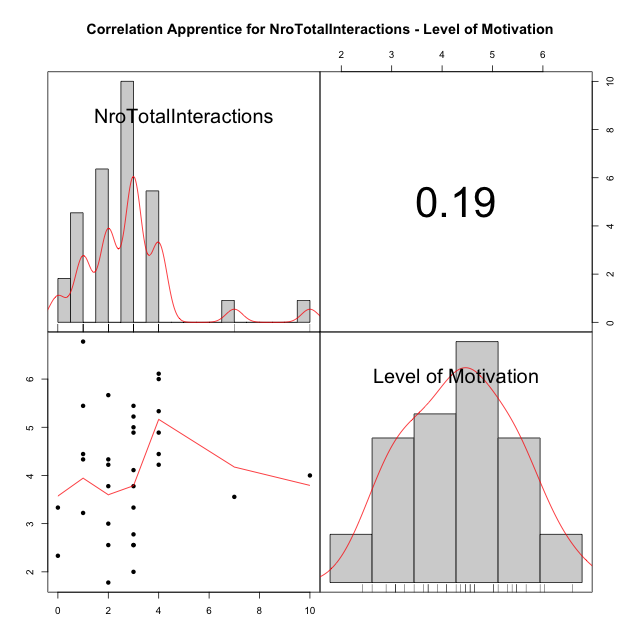 Correlation Apprentice for NroTotalInteractions - Level of Motivation
2 3 4 5 6
NroTotalInteractions
0.19
10
8
6
4
2
0
Level of Motivation
6
5
4
3
2
0 2 4 6 8 10